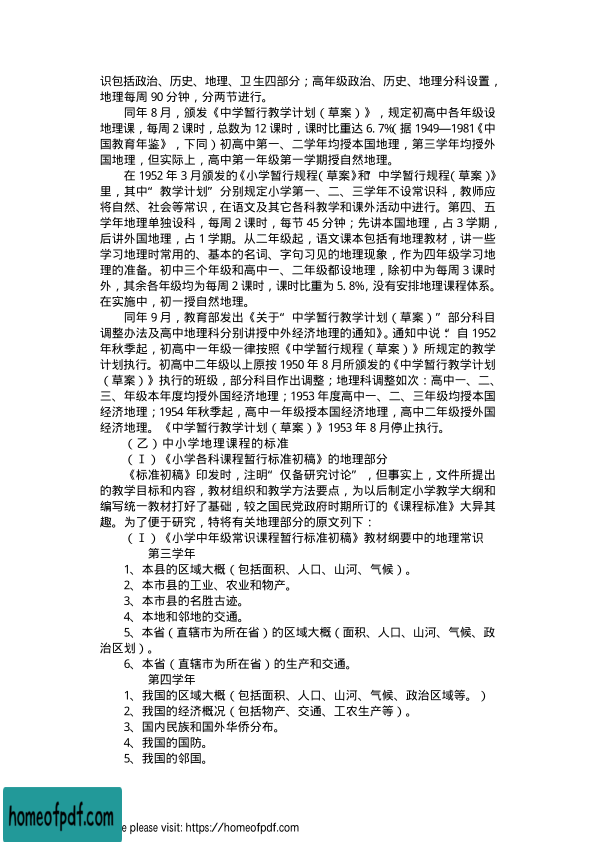 识包括政治、历史、地理、卫生四部分；高年级政治、历史、地理分科设置，
地理每周 90 分钟，分两节进行。
同年 8 月，颁发《中学暂行教学计划（草案）》，规定初高中各年级设
地理课，每周 2 课时，总数为 12 课时，课时比重达 6.7%（据 1949—1981《中
国教育年鉴》，下同）初高中第一、二学年均授本国地理，第三学年均授外
国地理，但实际上，高中第一年级第一学期授自然地理。
在 1952 年 3 月颁发的《小学暂行规程（草案）》和“中学暂行规程（草案）》
里，其中“教学计划”分别规定小学第一、二、三学年不设常识科，教师应
将自然、社会等常识，在语文及其它各科教学和课外活动中进行。第四、五
学年地理单独设科，每周 2 课时，每节 45 分钟；先讲本国地理，占 3 学期，
后讲外国地理，占 1 学期。从二年级起，语文课本包括有地理教材，讲一些
学习地理时常用的、基本的名词、字句习见的地理现象，作为四年级学习地
理的准备。初中三个年级和高中一、二年级都设地理，除初中为每周 3 课时
外，其余各年级均为每周 2 课时，课时比重为 5.8%，没有安排地理课程体系。
在实施中，初一授自然地理。
同年 9 月，教育部发出《关于“中学暂行教学计划（草案）”部分科目
调整办法及高中地理科分别讲授中外经济地理的通知》。通知中说：“自 1952
年秋季起，初高中一年级一律按照《中学暂行规程（草案）》所规定的教学
计划执行。初高中二年级以上原按 1950 年 8 月所颁发的《中学暂行教学计划
（草案）》执行的班级，部分科目作出调整；地理科调整如次：高中一、二、
三、年级本年度均授外国经济地理；1953 年度高中一、二、三年级均授本国
经济地理；1954 年秋季起，高中一年级授本国经济地理，高中二年级授外国
经济地理。《中学暂行教学计划（草案）》1953 年 8 月停止执行。
（乙）中小学地理课程的标准
（Ⅰ）《小学各科课程暂行标准初稿》的地理部分
《标准初稿》印发时，注明“仅备研究讨论”，但事实上，文件所提出
的教学目标和内容，教材组织和教学方法要点，为以后制定小学教学大纲和
编写统一教材打好了基础，较之国民党政府时期所订的《课程标准》大异其
趣。为了便于研究，特将有关地理部分的原文列下：
（Ⅰ）《小学中年级常识课程暂行标准初稿》教材纲要中的地理常识
第三学年
1、本县的区域大概（包括面积、人口、山河、气候）。
2、本市县的工业、农业和物产。
3、本市县的名胜古迹。
4、本地和邻地的交通。
5、本省（直辖市为所在省）的区域大概（面积、人口、山河、气候、政
治区划）。
6、本省（直辖市为所在省）的生产和交通。
第四学年
1、我国的区域大概（包括面积、人口、山河、气候、政治区域等。）
2、我国的经济概况（包括物产、交通、工农生产等）。
3、国内民族和国外华侨分布。
4、我国的国防。
5、我国的邻国。
homeofpdf.com
e please visit: https://homeofpdf.com